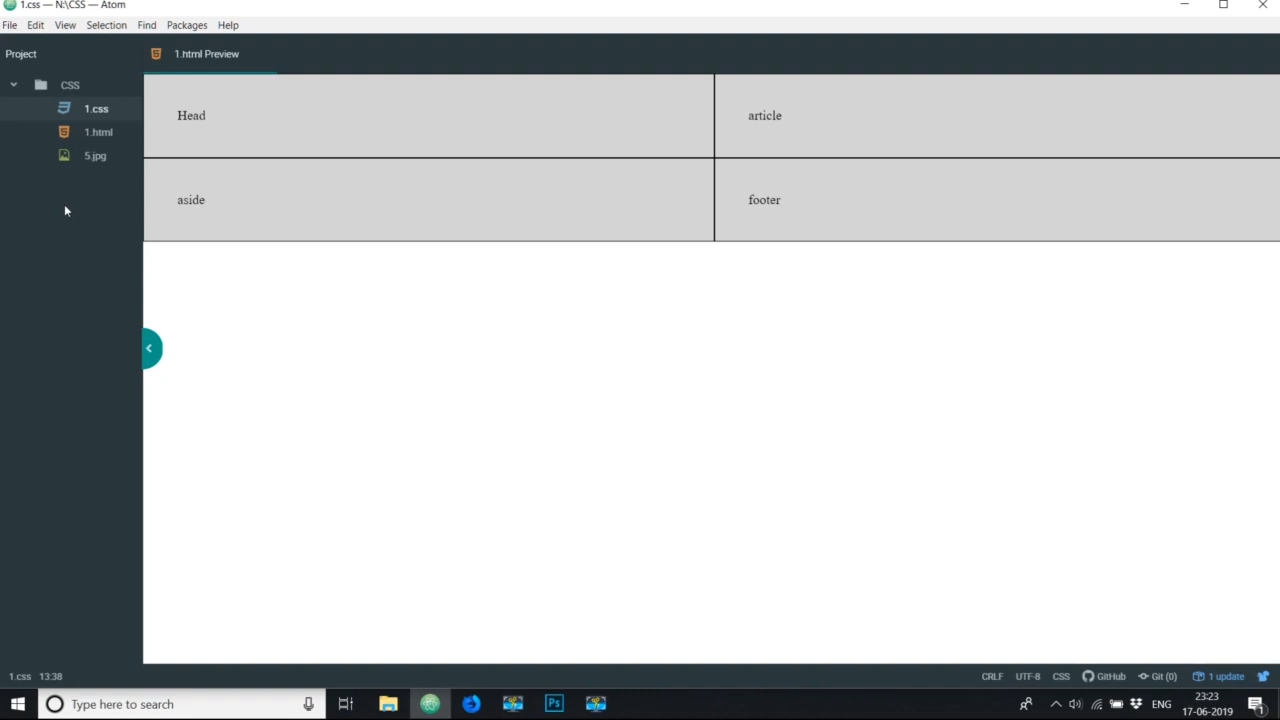 1.css — N:\CSS — Atom
File Edit View Selection Find Packages Help
Project
1.html Preview
CSS
1.css
1.html
5.jpg
Head article
aside footer
1.css 13:38 CRLF UTF-8 CSS GitHub Git (0) 1 update
Type here to search Ps ENG 23:23
17-06-2019 1